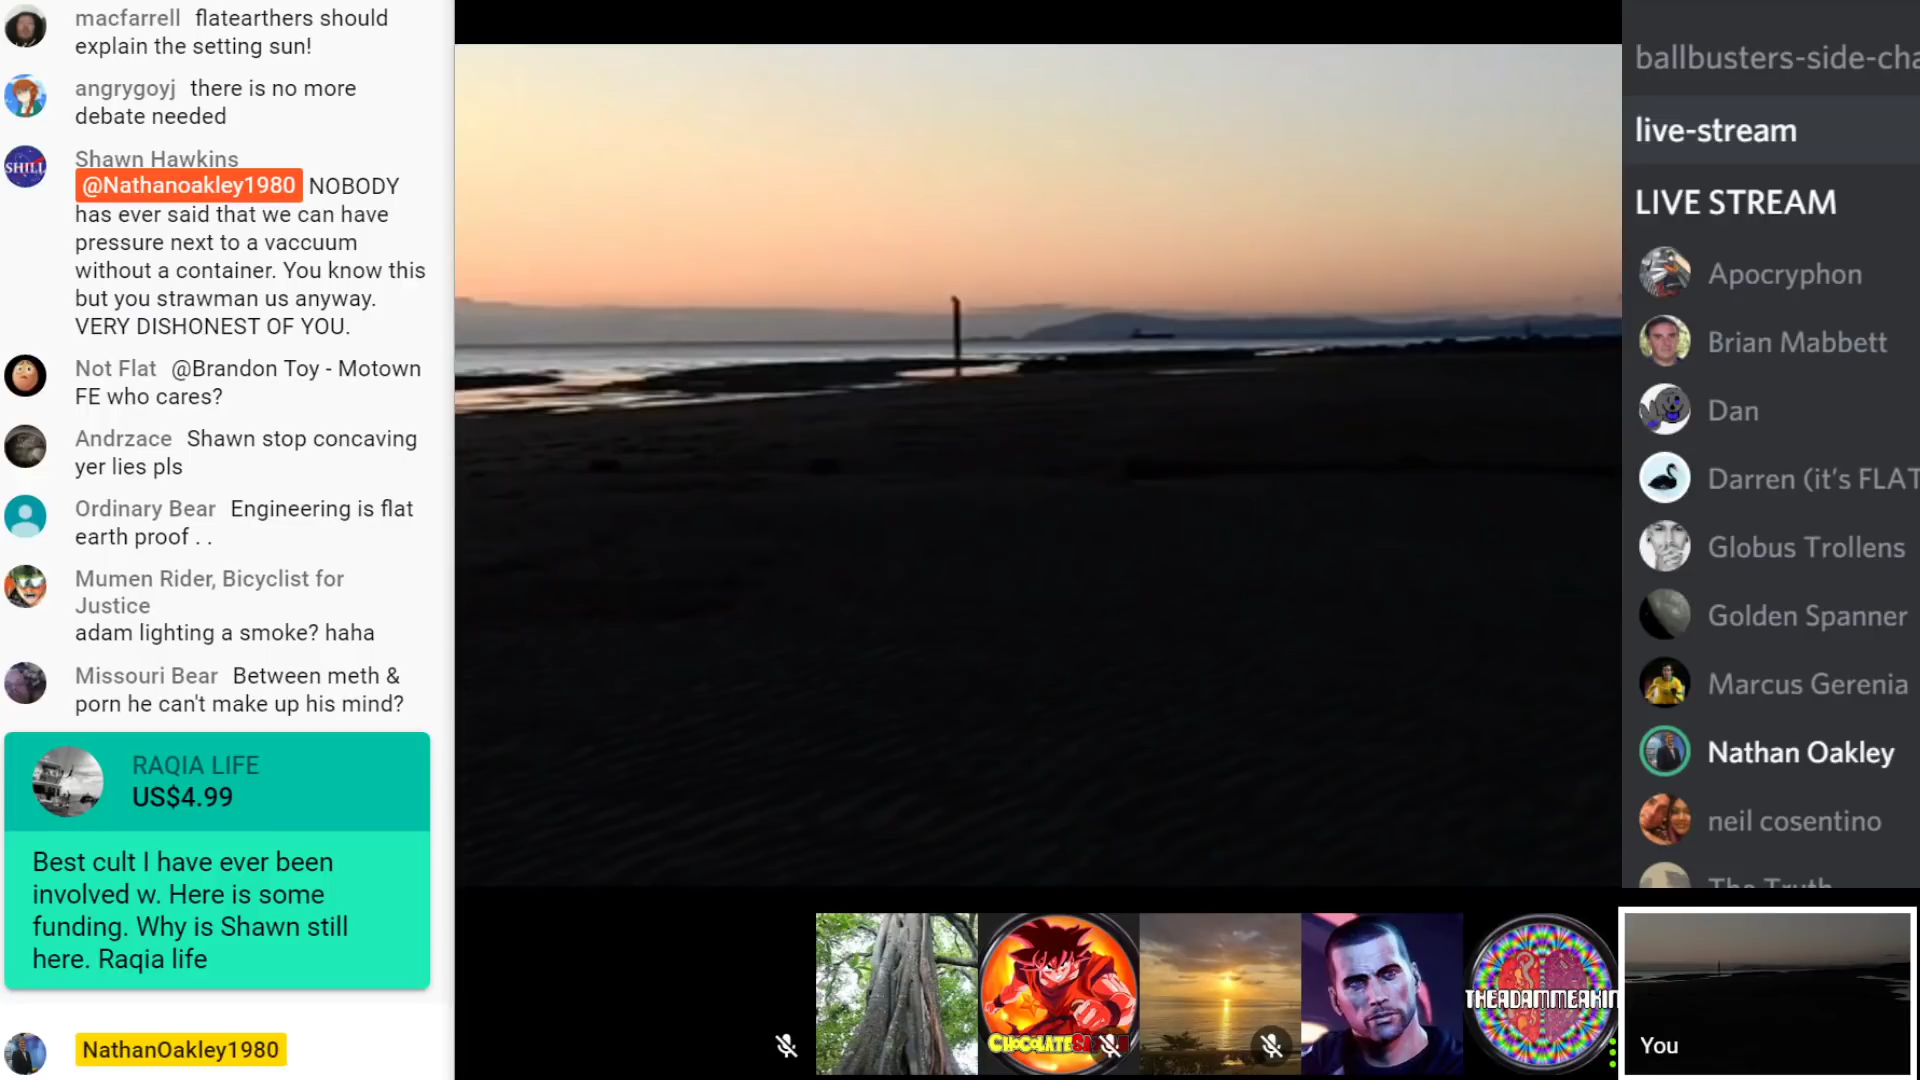 macfarrell flatearthers should
explain the setting sun!
angrygoyj there is no more
debate needed
SHILL
Shawn Hawkins
@Nathanoakley1980 NOBODY
has ever said that we can have
pressure next to a vaccuum
without a container. You know this
but you strawman us anyway.
VERY DISHONEST OF YOU.
Not Flat @Brandon Toy - Motown
FE who cares?
Andrzace Shawn stop concaving
yer lies pls
Ordinary Bear Engineering is flat
earth proof . .
Mumen Rider, Bicyclist for
Justice
adam lighting a smoke? haha
Missouri Bear Between meth &
porn he can't make up his mind?
RAQIA LIFE
US$4.99
Best cult I have ever been
involved w. Here is some
funding. Why is Shawn still
here. Raqia life
NathanOakley1980
THEADAMMEAKIN
You
ballbusters-side-cha
live-stream
LIVE STREAM
Apocryphon
Brian Mabbett
Dan
Darren (it's FLAT
Globus Trollens
Golden Spanner
Marcus Gerenia
Nathan Oakley
neil cosentino
The Truth